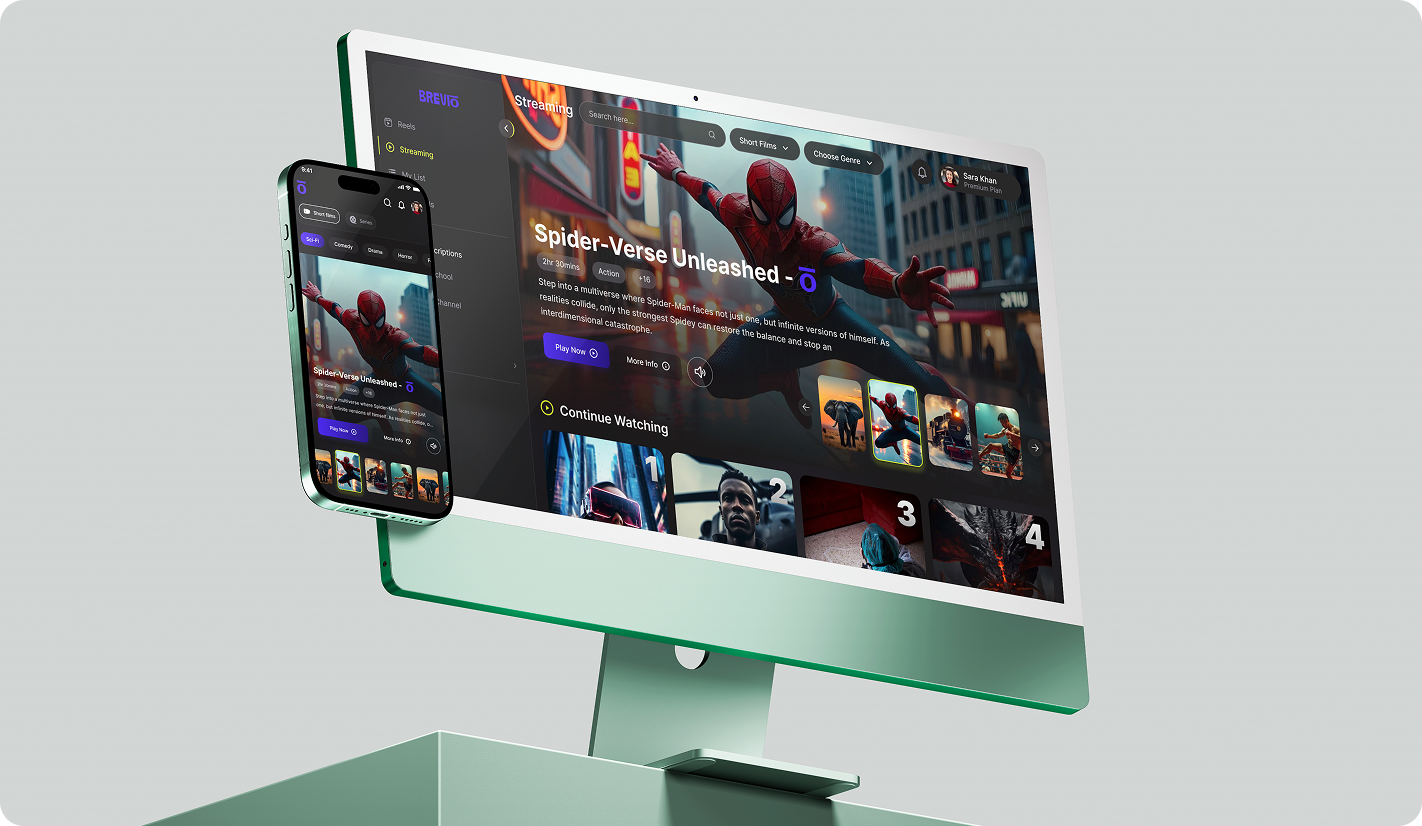 BREVIŌ
Reels
Streaming
My List
criptions
chool
Channel
Streaming
Search here...
Short Films
Choose Genre
Sara Khan
Premium Plan
Spider-Verse Unleashed - ō
2hr 30mins
Action
+16
Step into a multiverse where Spider-Man faces not just one, but infinite versions of himself. As
realities collide, only the strongest Spidey can restore the balance and stop an
interdimensional catastrophe.
Play Now
More Info
Continue Watching
1
2
3
4
9:41
ō
Short films
Series
Sci-Fi
Comedy
Drama
Horror
Spider-Verse Unleashed - ō
2hr 30mins
Action
+16
Step into a multiverse where Spider-Man faces not just
one, but infinite versions of himself. As realities collide, o...
Play Now
More Info